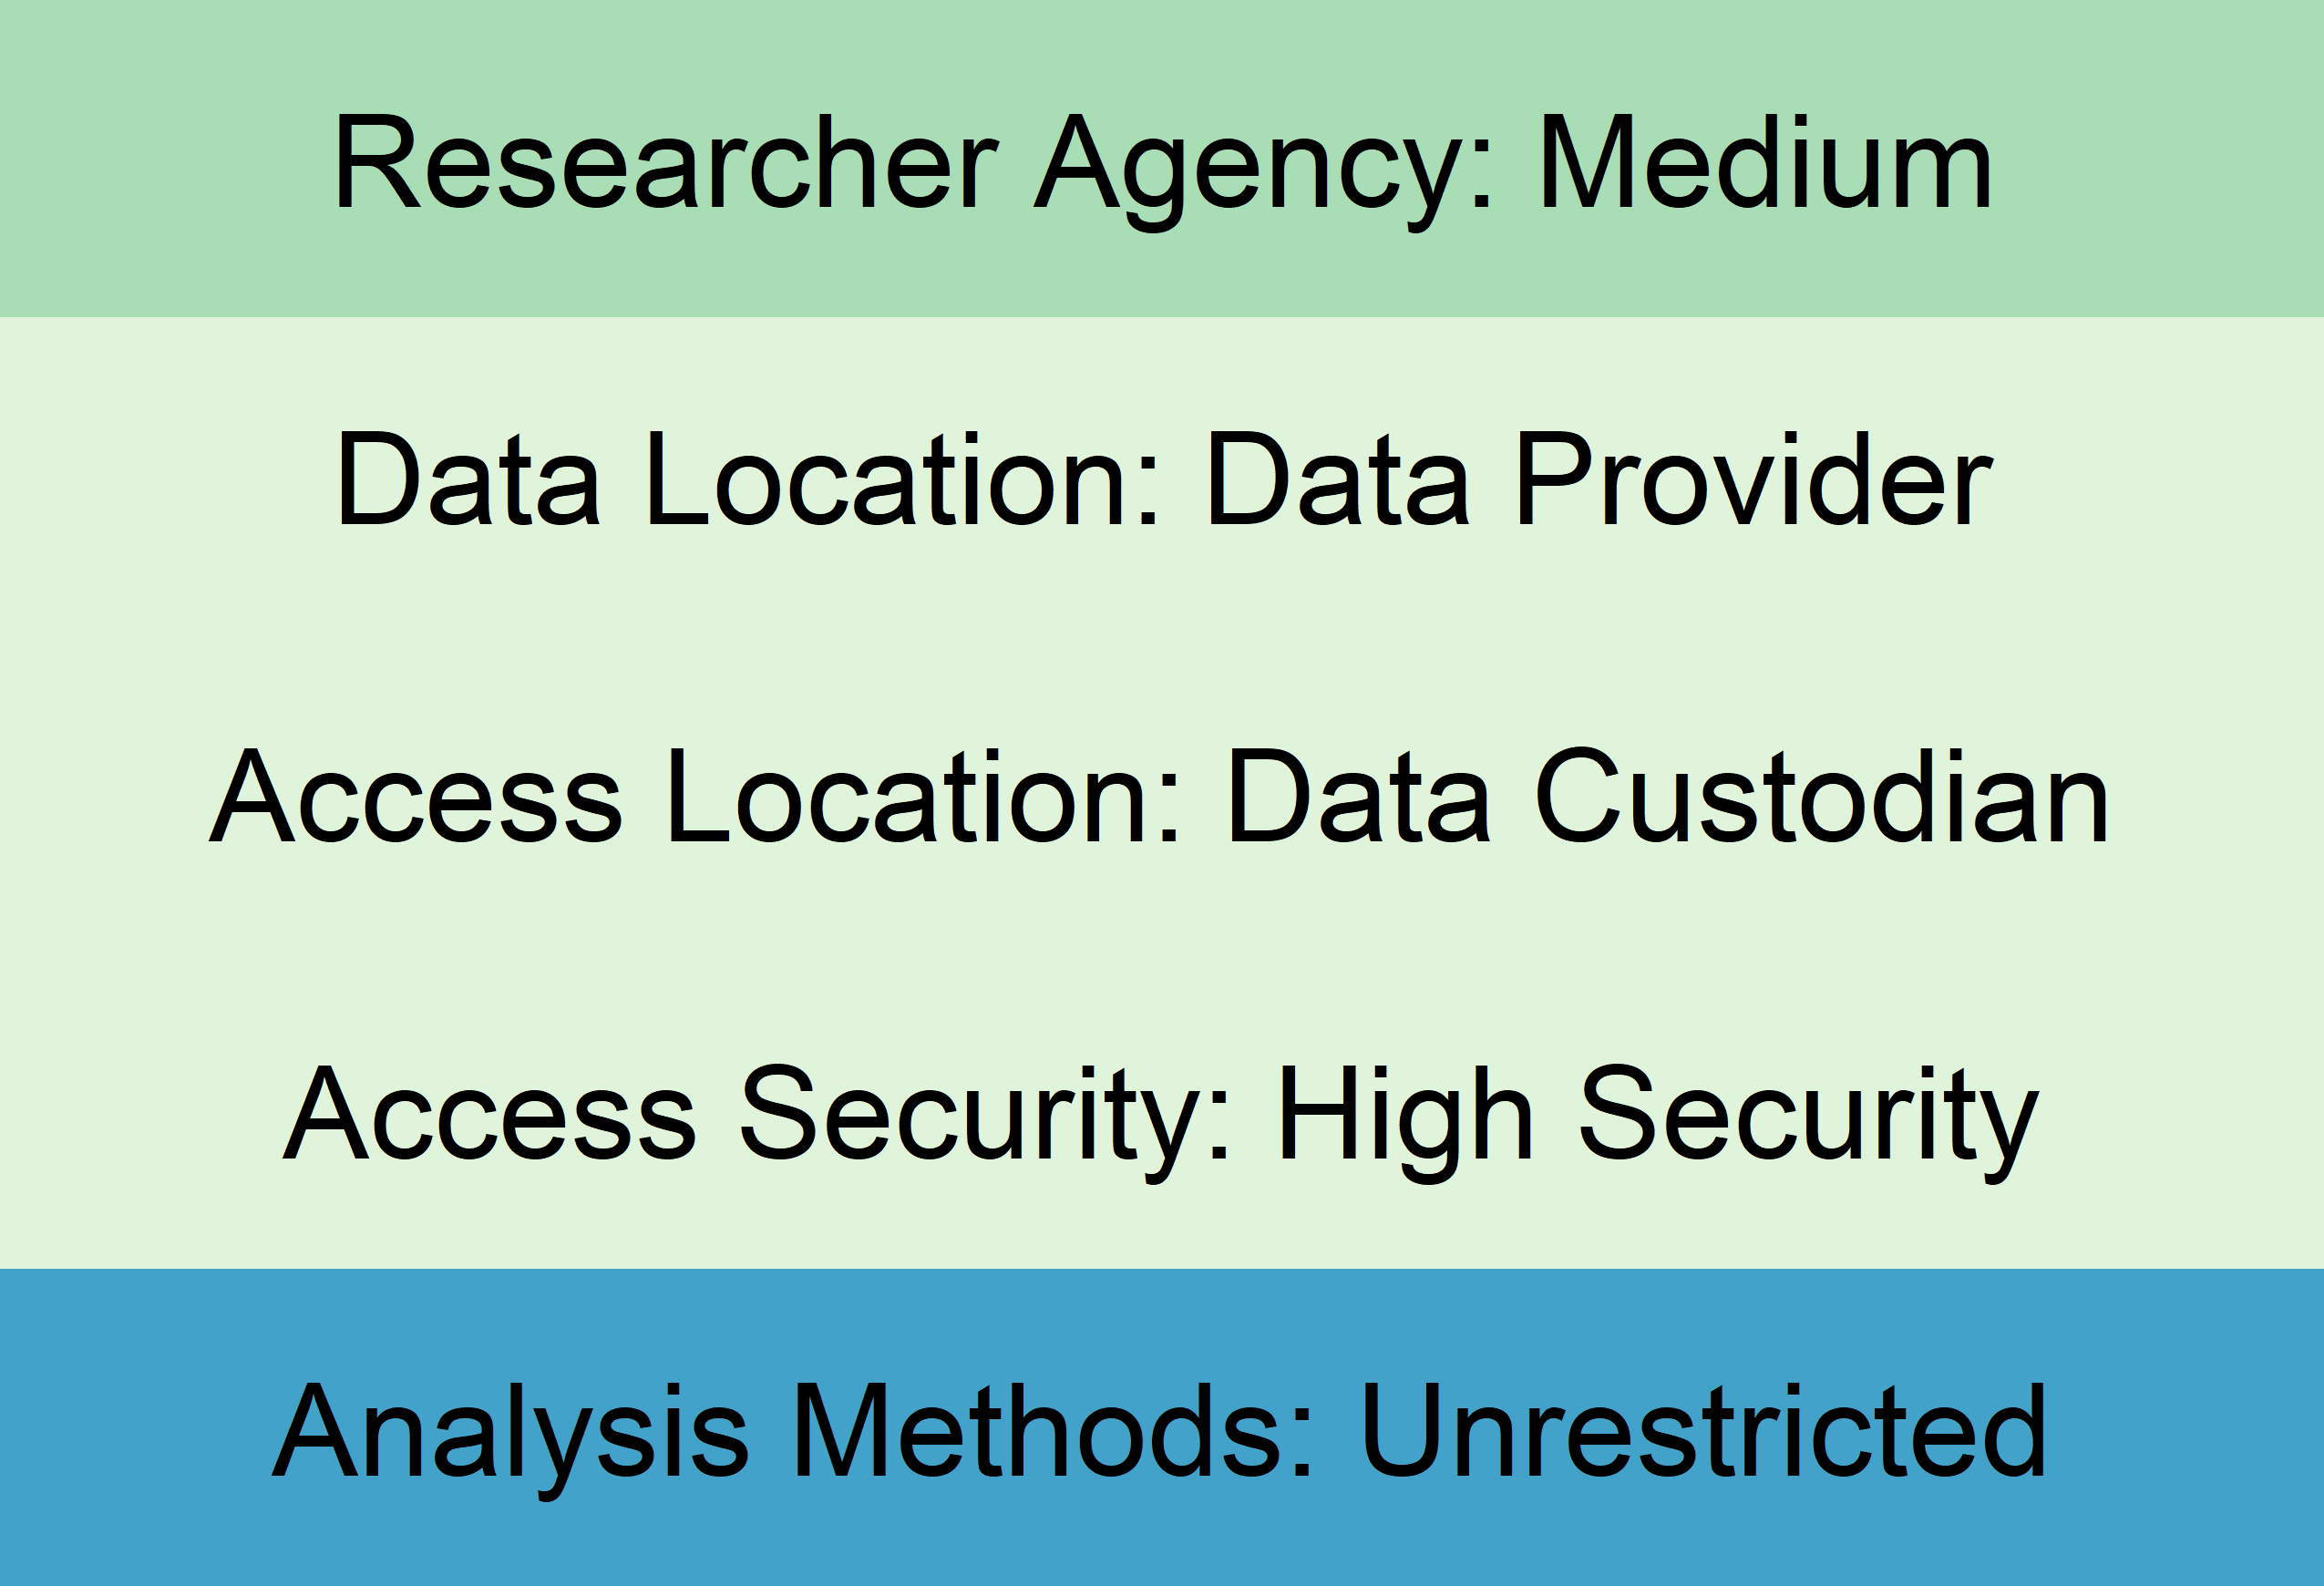 Researcher Agency: Medium
Data Location: Data Provider
Access Location: Data Custodian
Access Security: High Security
Analysis Methods: Unrestricted